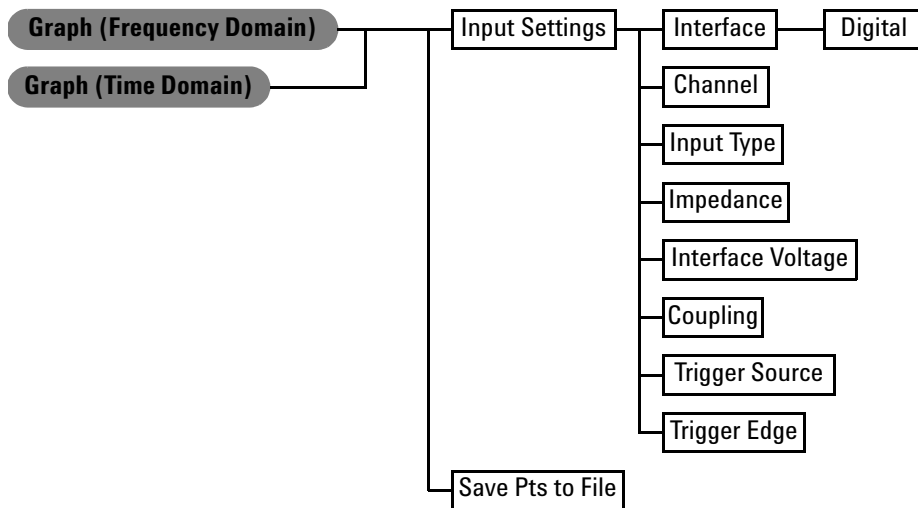 Graph (Frequency Domain)
Input Settings
Interface
Digital
Graph (Time Domain)
Channel
Input Type
Impedance
Interface Voltage
Coupling
Trigger Source
Trigger Edge
Save Pts to File